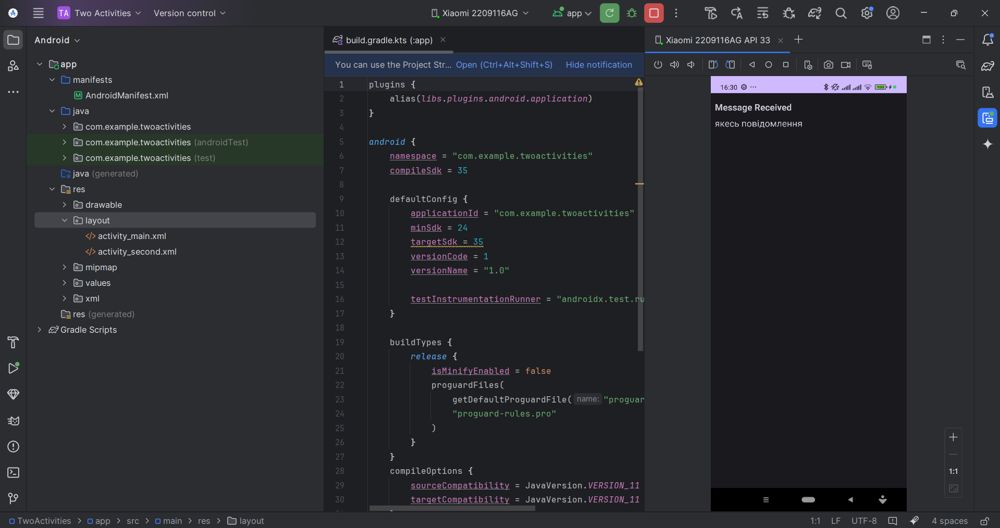 TA Two Activities Version control Xiaomi 2209116AG app
Android
app
manifests
AndroidManifest.xml
java
com.example.twoactivities
com.example.twoactivities (androidTest)
com.example.twoactivities (test)
java (generated)
res
drawable
layout
activity_main.xml
activity_second.xml
mipmap
values
xml
res (generated)
Gradle Scripts
build.gradle.kts (:app)
You can use the Project Str... Open (Ctrl+Alt+Shift+S) Hide notification
1 plugins {
2 alias(libs.plugins.android.application)
3 }
4
5 android {
6 namespace = "com.example.twoactivities"
7 compileSdk = 35
8
9 defaultConfig {
10 applicationId = "com.example.twoactivities"
11 minSdk = 24
12 targetSdk = 35
13 versionCode = 1
14 versionName = "1.0"
15
16 testInstrumentationRunner = "androidx.test.ru
17 }
18
19 buildTypes {
20 release {
21 isMinifyEnabled = false
22 proguardFiles(
23 getDefaultProguardFile( name: "proguar
24 "proguard-rules.pro"
25 )
26 }
27 }
28 compileOptions {
29 sourceCompatibility = JavaVersion.VERSION_11
30 targetCompatibility = JavaVersion.VERSION_11
Xiaomi 2209116AG API 33
16:30 ... 100
Message Received
якесь повідомлення
1:1
TwoActivities > app > src > main > res > layout
1:1 LF UTF-8 4 spaces